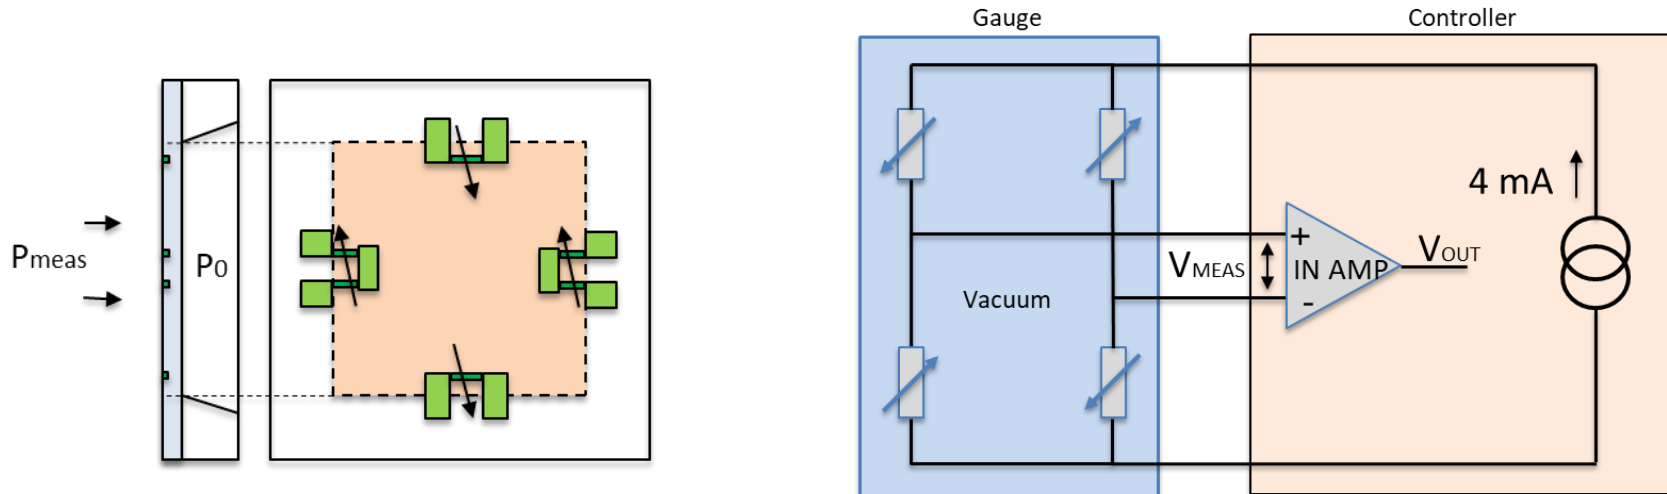 Gauge
Controller
Pmeas
P0
4 mA
+
VMEAS
IN AMP
VOUT
-
Vacuum